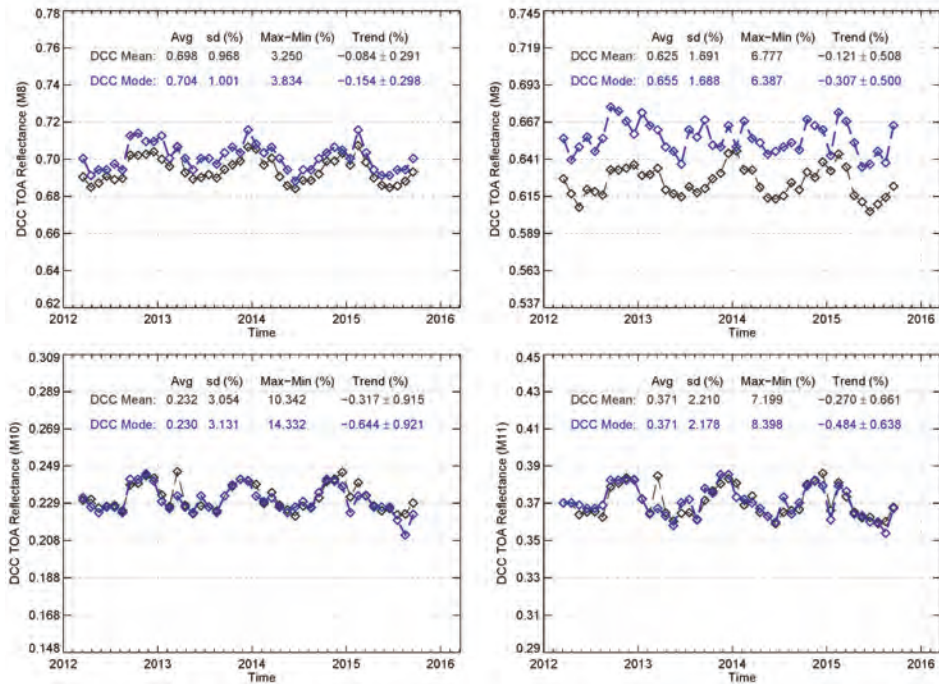 Avg sd (%) Max−Min (%) Trend (%)
DCC Mean: 0.698 0.968 3.250 −0.084 ± 0.291
DCC Mode: 0.704 1.001 3.834 −0.154 ± 0.298
DCC TOA Reflectance (M8)
0.78
0.76
0.74
0.72
0.70
0.68
0.66
0.64
0.62
2012 2013 2014 2015 2016
Time
Avg sd (%) Max−Min (%) Trend (%)
DCC Mean: 0.625 1.691 6.777 −0.121 ± 0.508
DCC Mode: 0.655 1.688 6.387 −0.307 ± 0.500
DCC TOA Reflectance (M9)
0.745
0.719
0.693
0.667
0.641
0.615
0.589
0.563
0.537
2012 2013 2014 2015 2016
Time
Avg sd (%) Max−Min (%) Trend (%)
DCC Mean: 0.232 3.054 10.342 −0.317 ± 0.915
DCC Mode: 0.230 3.131 14.332 −0.644 ± 0.921
DCC TOA Reflectance (M10)
0.309
0.289
0.269
0.249
0.229
0.208
0.188
0.168
0.148
2012 2013 2014 2015 2016
Time
Avg sd (%) Max−Min (%) Trend (%)
DCC Mean: 0.371 2.210 7.199 −0.270 ± 0.661
DCC Mode: 0.371 2.178 8.398 −0.484 ± 0.638
DCC TOA Reflectance (M11)
0.45
0.43
0.41
0.39
0.37
0.35
0.33
0.31
0.29
2012 2013 2014 2015 2016
Time